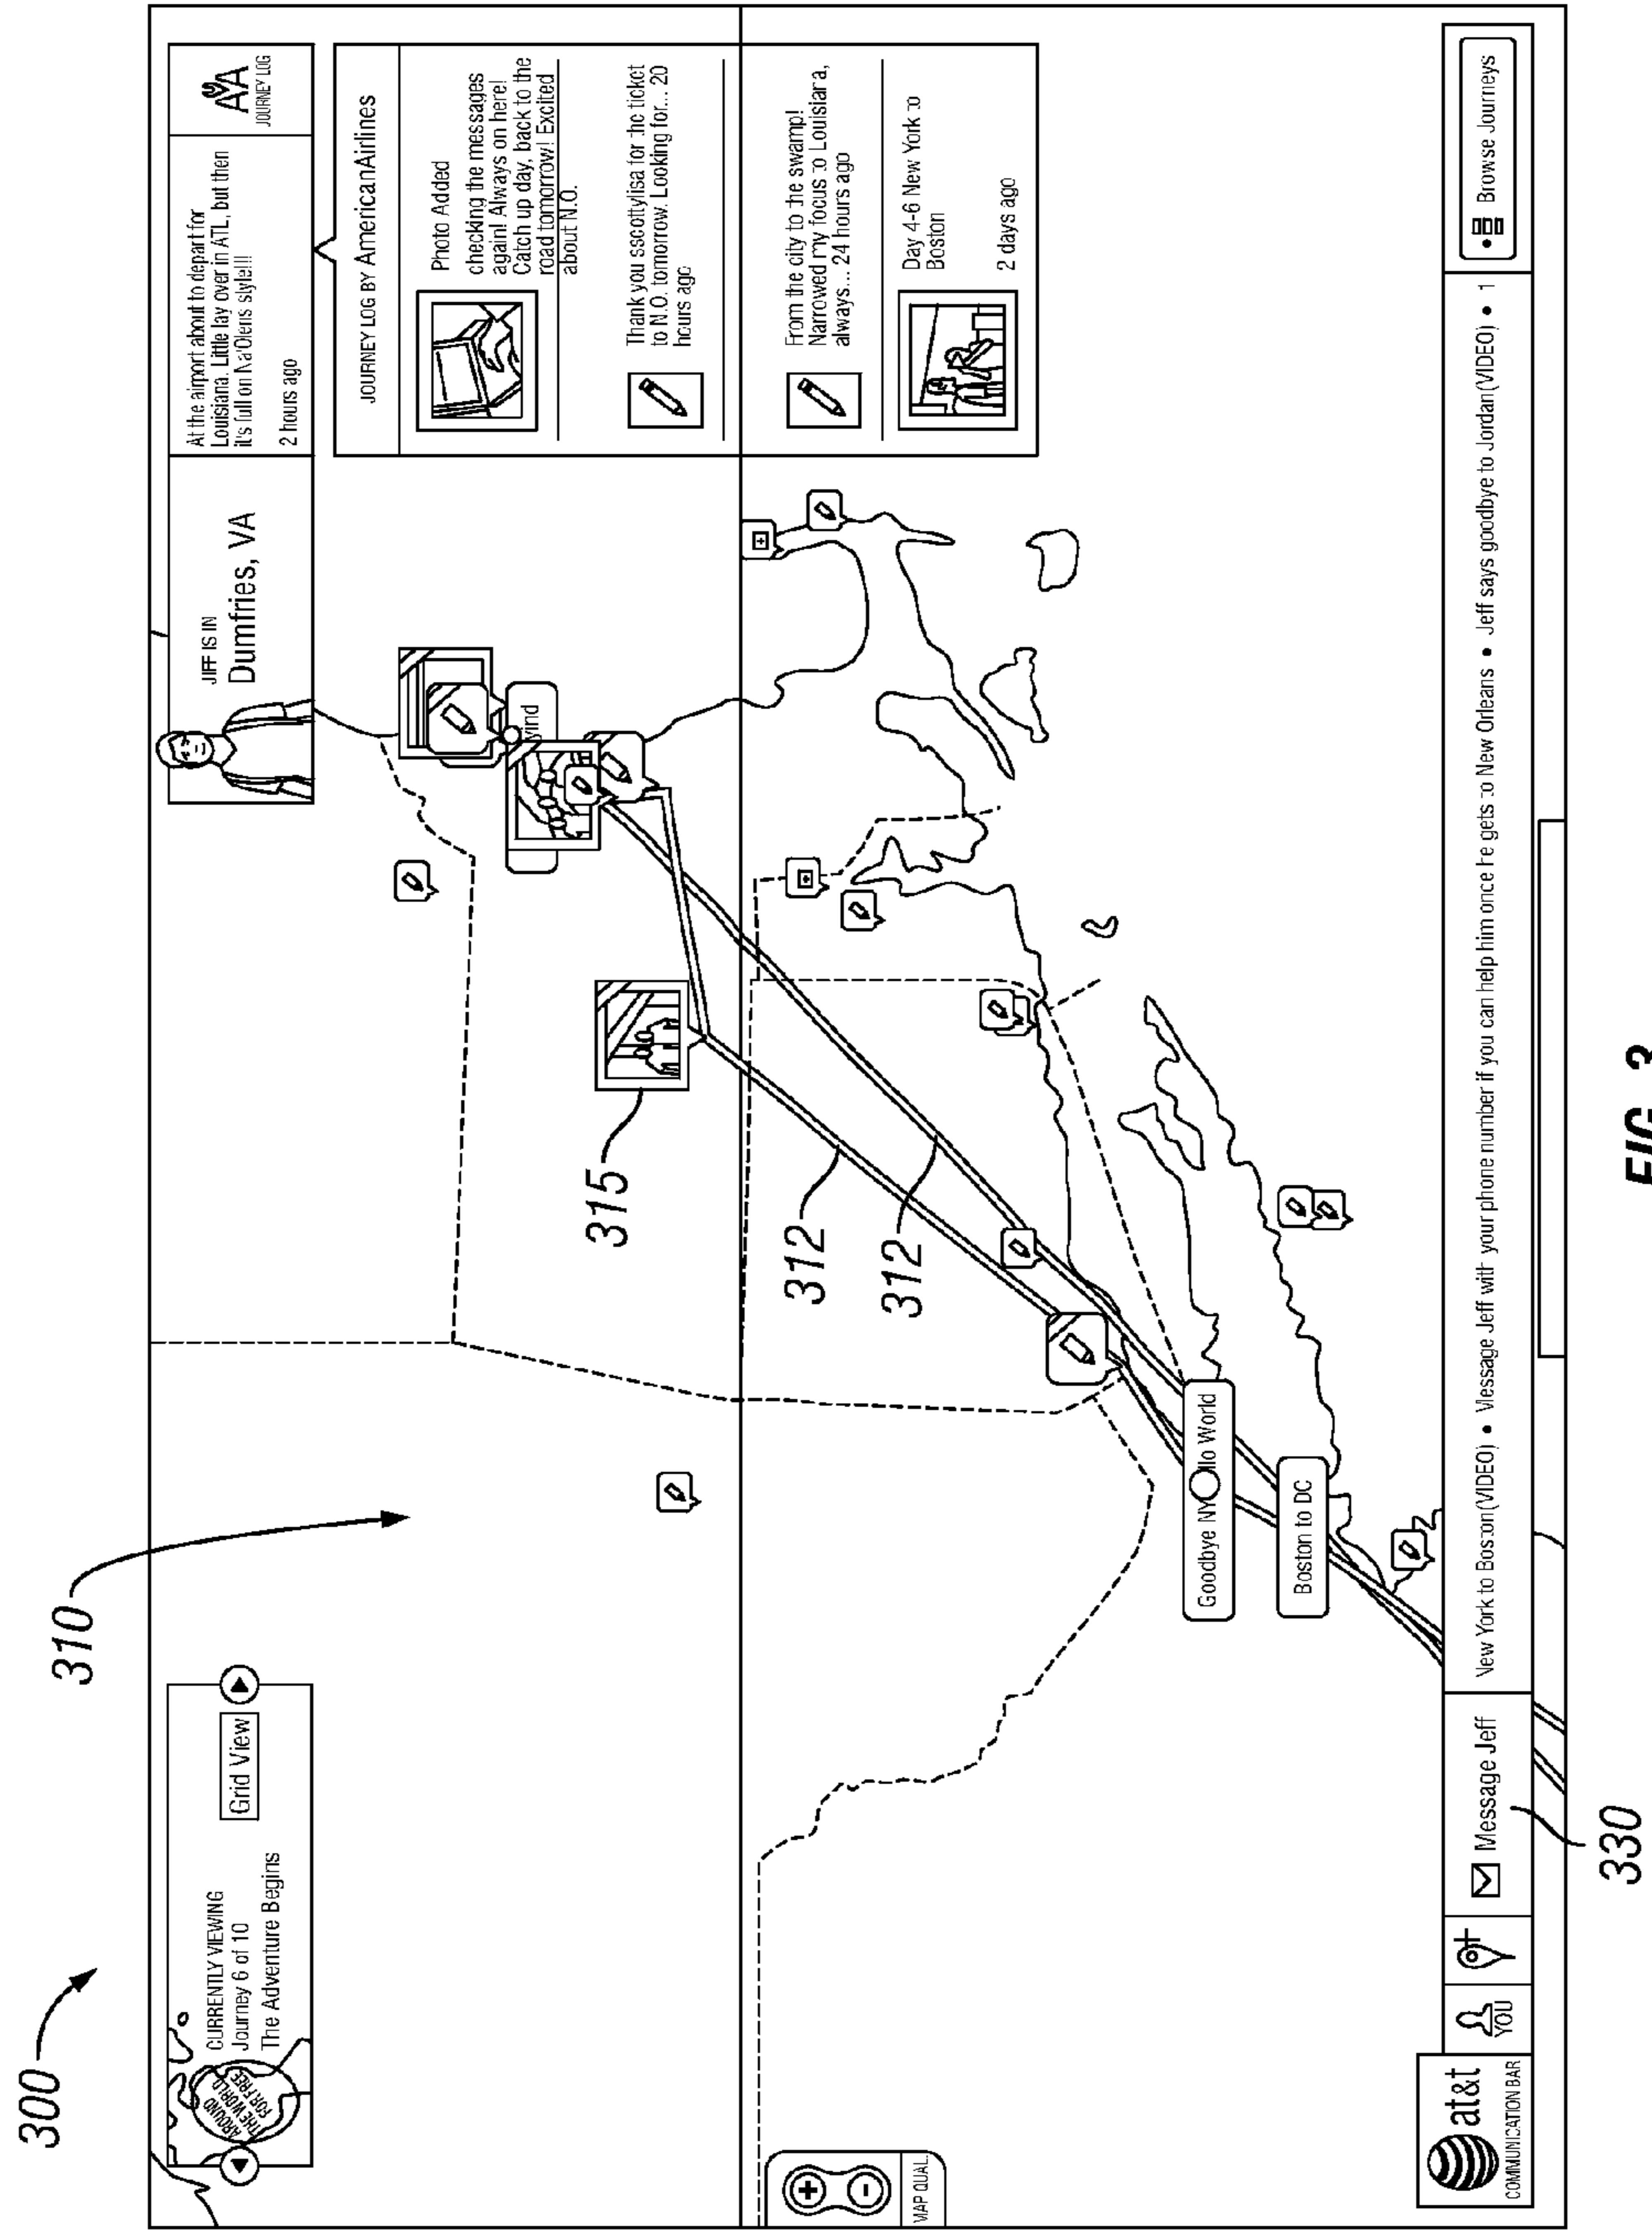 300
310
AROUND
THE WORLD
FOR FREE
CURRENTLY VIEWING
Journey 6 of 10
The Adventure Begins
Grid View
JIFF IS IN
Dumfries, VA
At the airport about to depart for
Louisiana. Little lay over in ATL, but then
it's full on Na'Olens style!!!
2 hours ago
AA
JOURNEY LOG
JOURNEY LOG BY AmericanAirlines
Photo Added
checking the messages
again! Always on here!
Catch up day, back to the
road tomorrow! Excited
about N.O.
Thank you sscottylisa for the ticket
to N.O. tomorrow. Looking for... 20
hours ago
From the city to the swamp!
Narrowed my focus to Louisiara,
always... 24 hours ago
Day 4-6 New York to
Boston
2 days ago
yind
315
312
312
Goodbye NY llo World
Boston to DC
MAP QUAL.
at&t
COMMUNICATION BAR
YOU
Message Jeff
New York to Boston(VIDEO) • Message Jeff with your phone number if you can help him once he gets to New Orleans • Jeff says goodbye to Jordan(VIDEO) • 1
Browse Journeys
330
FIG. 3